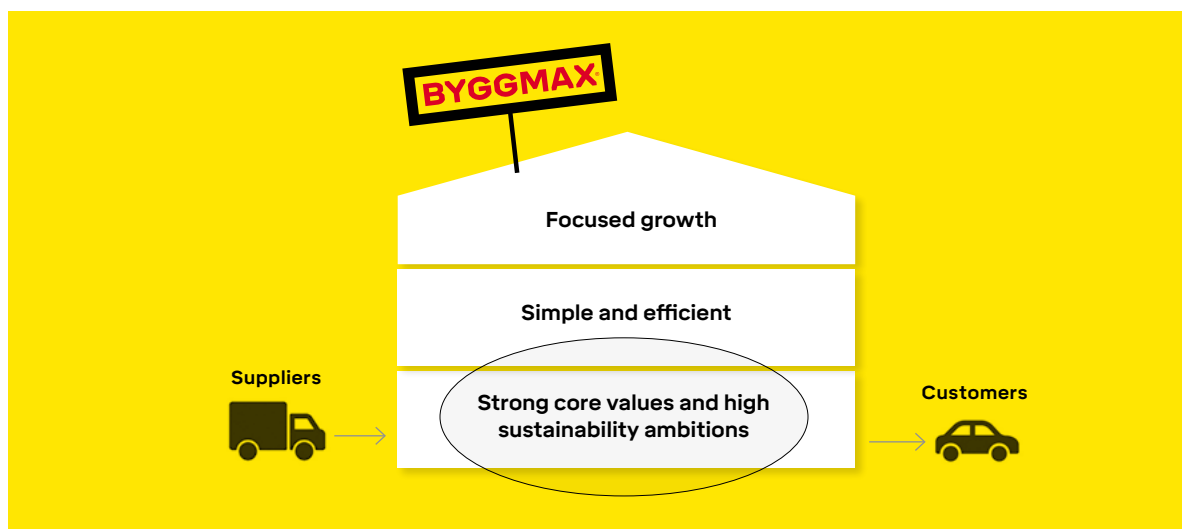 BYGGMAX
Focused growth
Simple and efficient
Suppliers
Strong core values and high
sustainability ambitions
Customers